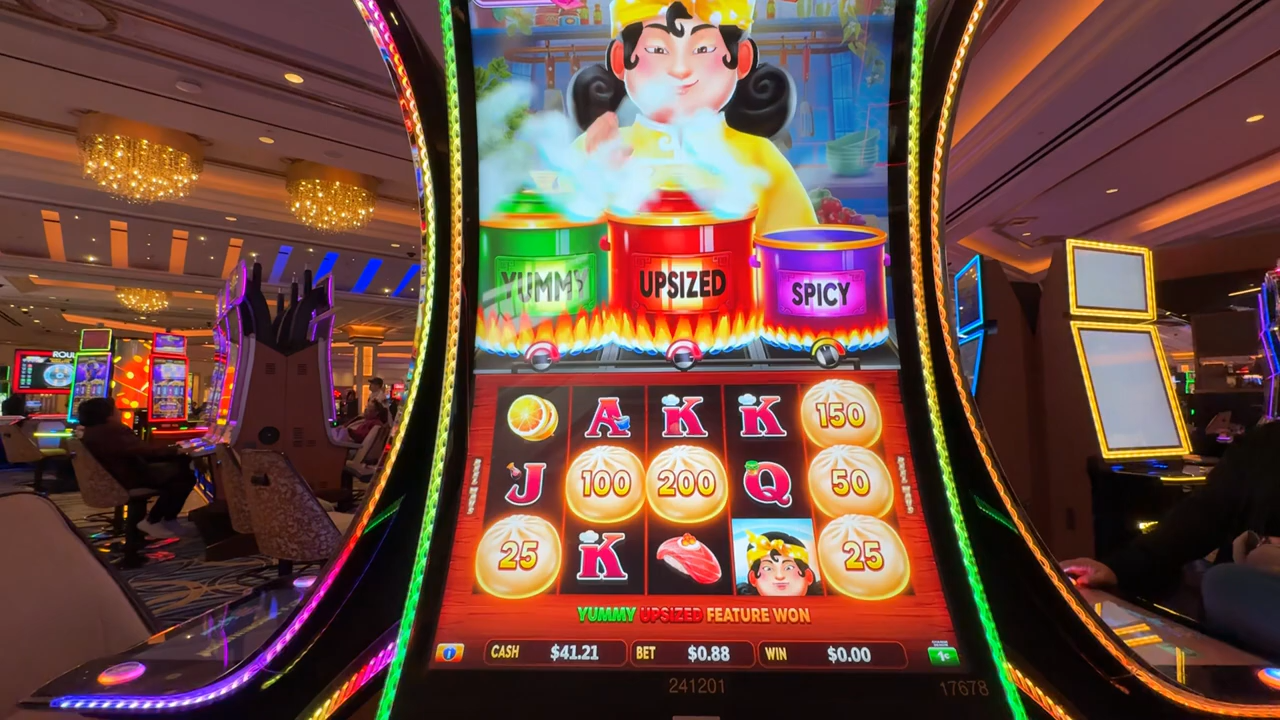 YUMMY
UPSIZED
SPICY
A K K 150
J 100 200 Q 50
25 K 25
YUMMY UPSIZED FEATURE WON
CASH $41.21 BET $0.88 WIN $0.00
1¢
241201
17678
ROU